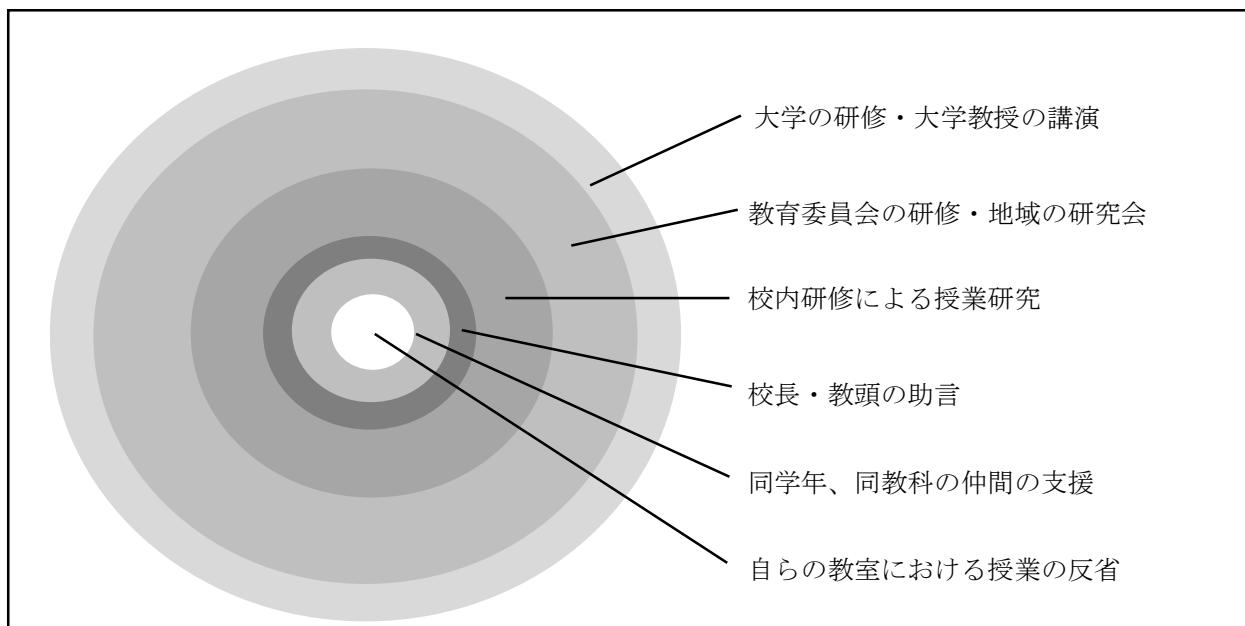 大学の研修・大学教授の講演
教育委員会の研修・地域の研究会
校内研修による授業研究
校長・教頭の助言
同学年、同教科の仲間の支援
自らの教室における授業の反省